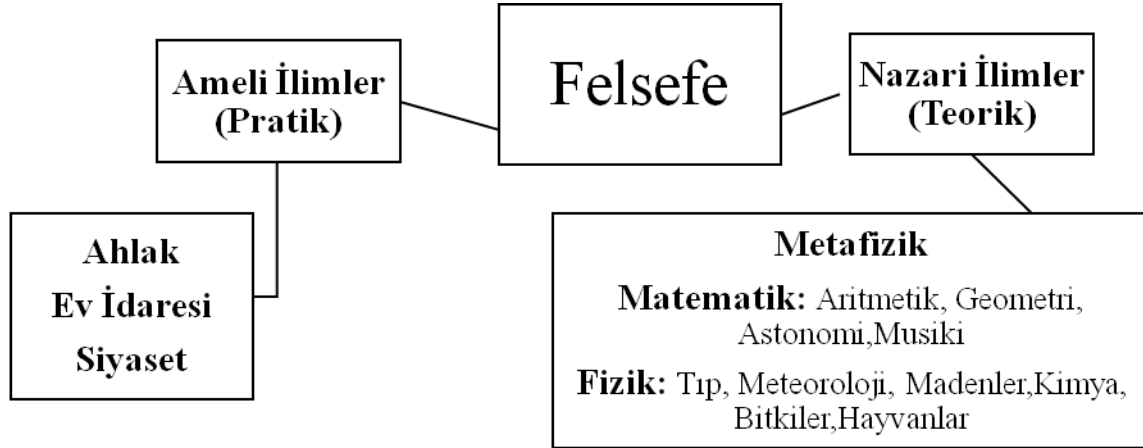 Felsefe
Ameli İlimler
(Pratik)
Nazari İlimler
(Teorik)
Ahlak
Ev İdaresi
Siyaset
Metafizik
Matematik: Aritmetik, Geometri,
Astonomi,Musiki
Fizik: Tıp, Meteoroloji, Madenler,Kimya,
Bitkiler,Hayvanlar